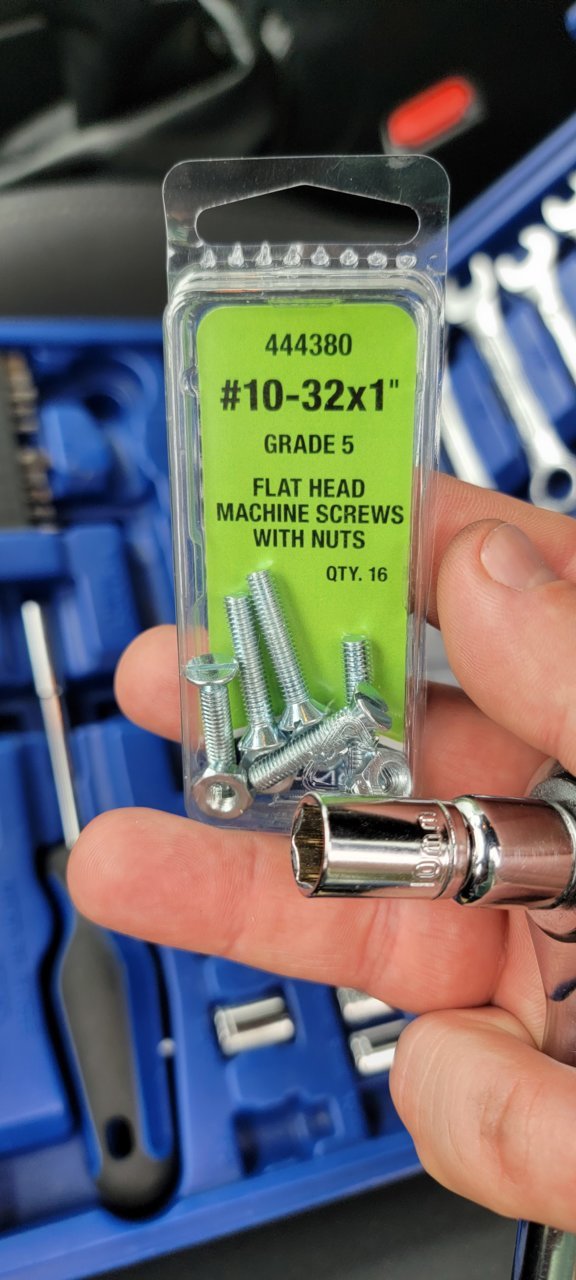 444380
#10-32x1"
GRADE 5
FLAT HEAD
MACHINE SCREWS
WITH NUTS
QTY. 16
10mm